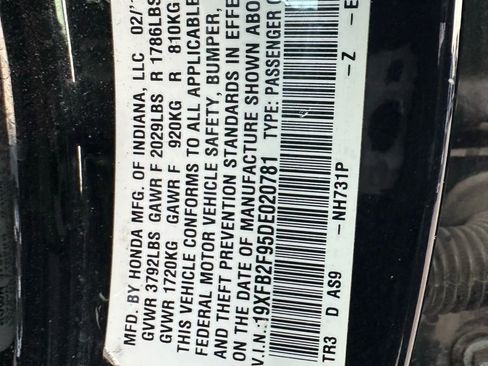 MFD. BY HONDA MFG. OF INDIANA, LLC 02/
GVWR 3792LBS GAWR F 2029LBS R 1786LBS
GVWR 1720KG GAWR F 920KG R 810KG
THIS VEHICLE CONFORMS TO ALL APPLICABLE
FEDERAL MOTOR VEHICLE SAFETY, BUMPER,
AND THEFT PREVENTION STANDARDS IN EFFE
ON THE DATE OF MANUFACTURE SHOWN ABO
V.I.N.:19XFB2F95DE020781 TYPE: PASSENGER
TR3 D AS9 -NH731P -Z -E